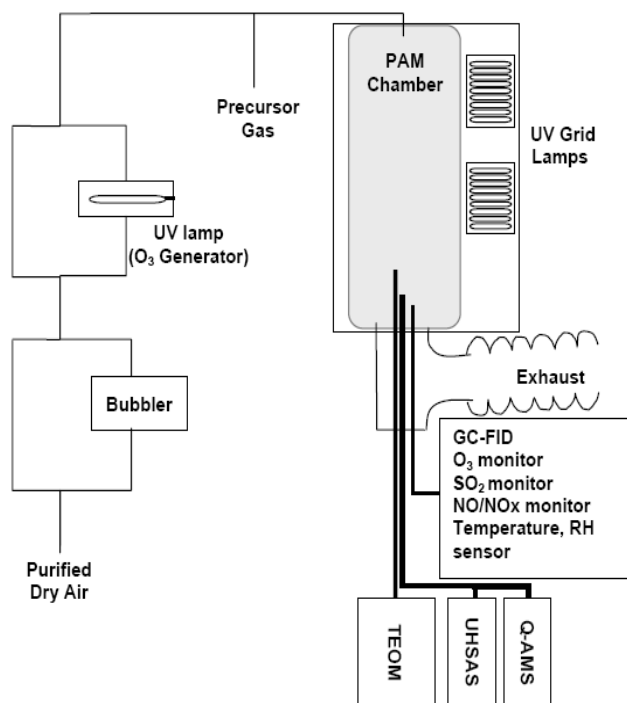 PAM
Chamber
Precursor
Gas
UV Grid
Lamps
UV lamp
(O₃ Generator)
Bubbler
Exhaust
GC-FID
O₃ monitor
SO₂ monitor
NO/NOx monitor
Temperature, RH
sensor
Purified
Dry Air
TEOM
UHSAS
Q-AMS